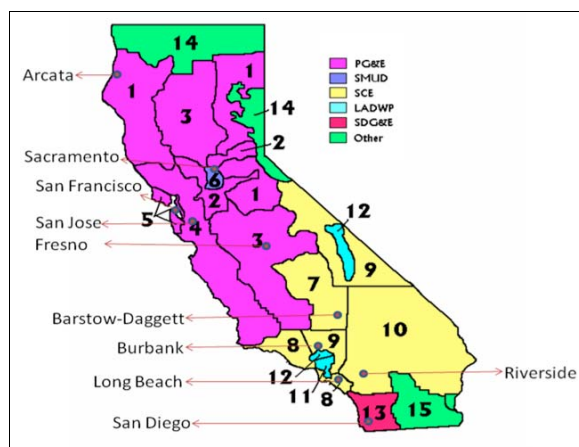 14
PG&E
SMUD
SCE
LADWP
SDG&E
Other
Arcata
1
1
3
14
2
Sacramento
6
San Francisco
2
1
12
5
San Jose
4
Fresno
3
9
7
10
Barstow-Daggett
8
9
Burbank
12
Riverside
Long Beach
11
8
13
15
San Diego